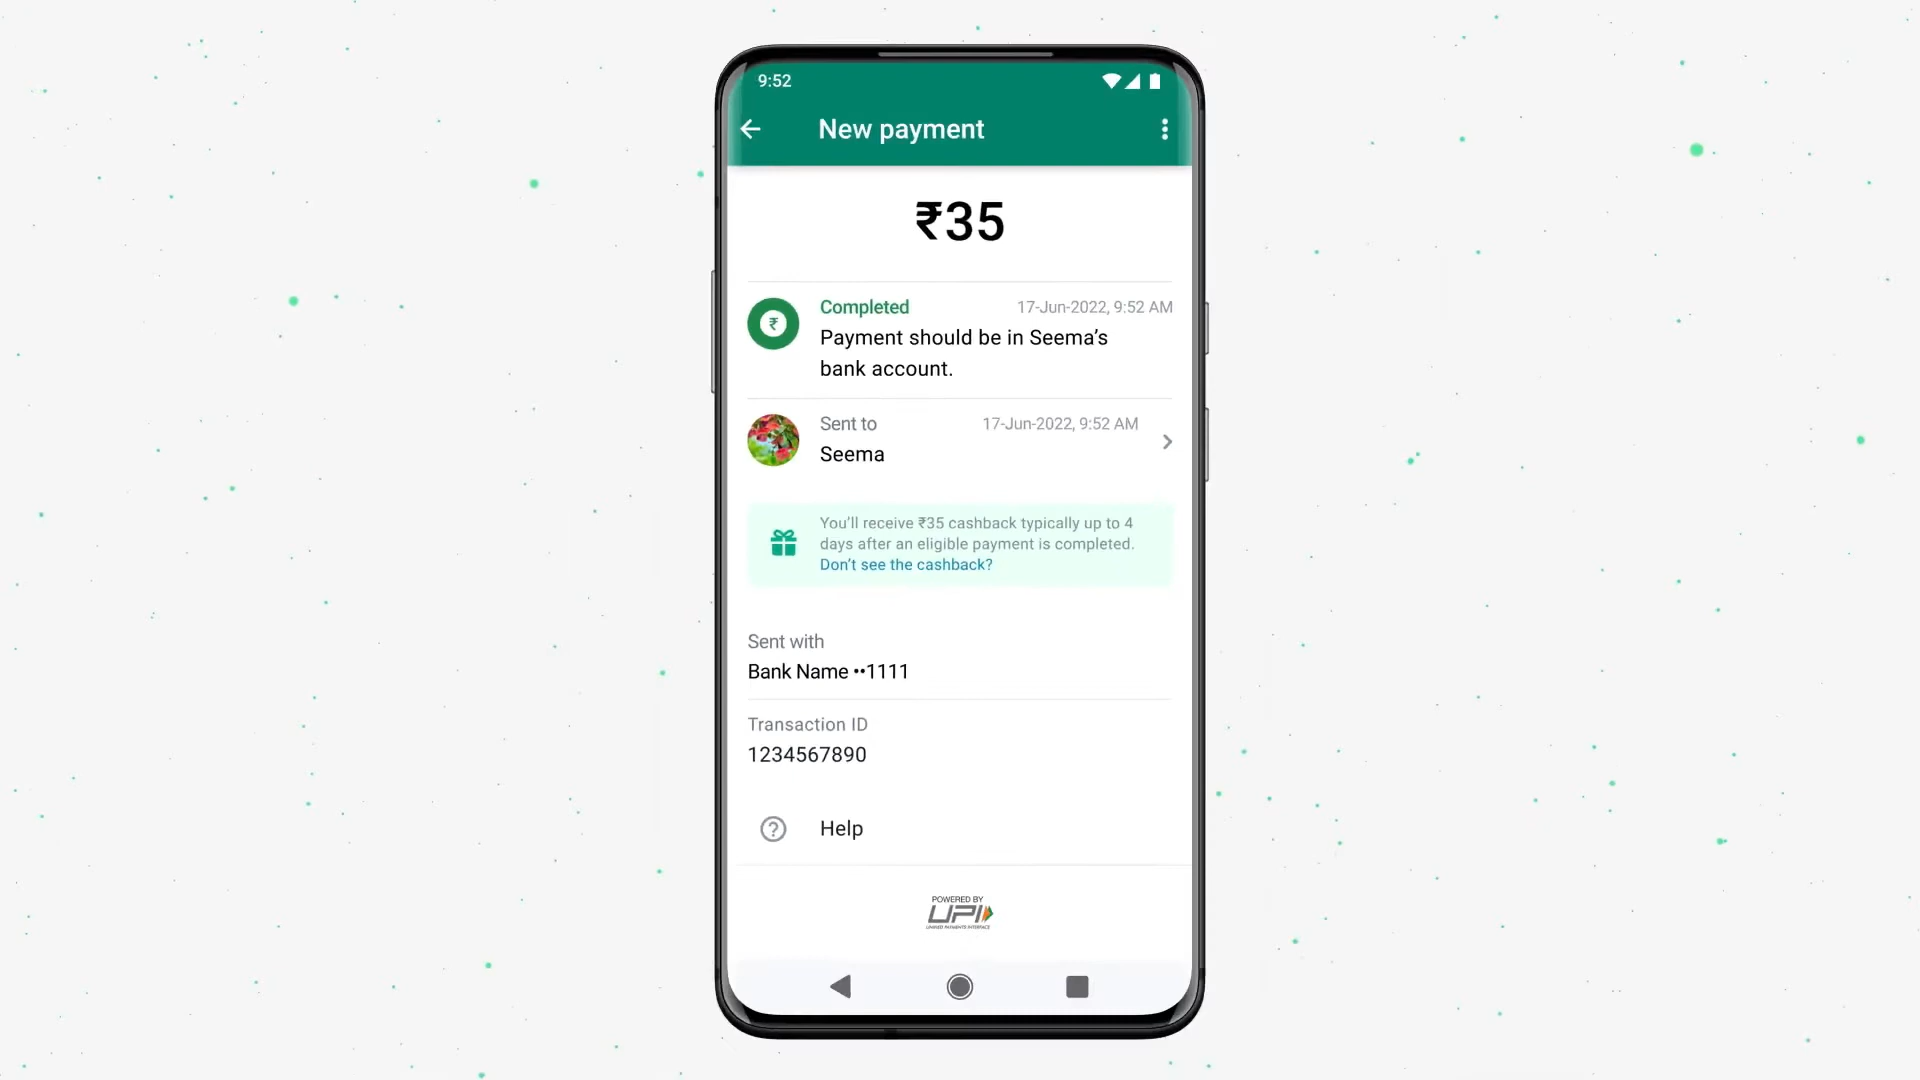 9:52
New payment
₹35
Completed 17-Jun-2022, 9:52 AM
Payment should be in Seema’s
bank account.
Sent to 17-Jun-2022, 9:52 AM
Seema
You’ll receive ₹35 cashback typically up to 4
days after an eligible payment is completed.
Don’t see the cashback?
Sent with
Bank Name ••1111
Transaction ID
1234567890
Help
POWERED BY
UPI
UNIFIED PAYMENTS INTERFACE